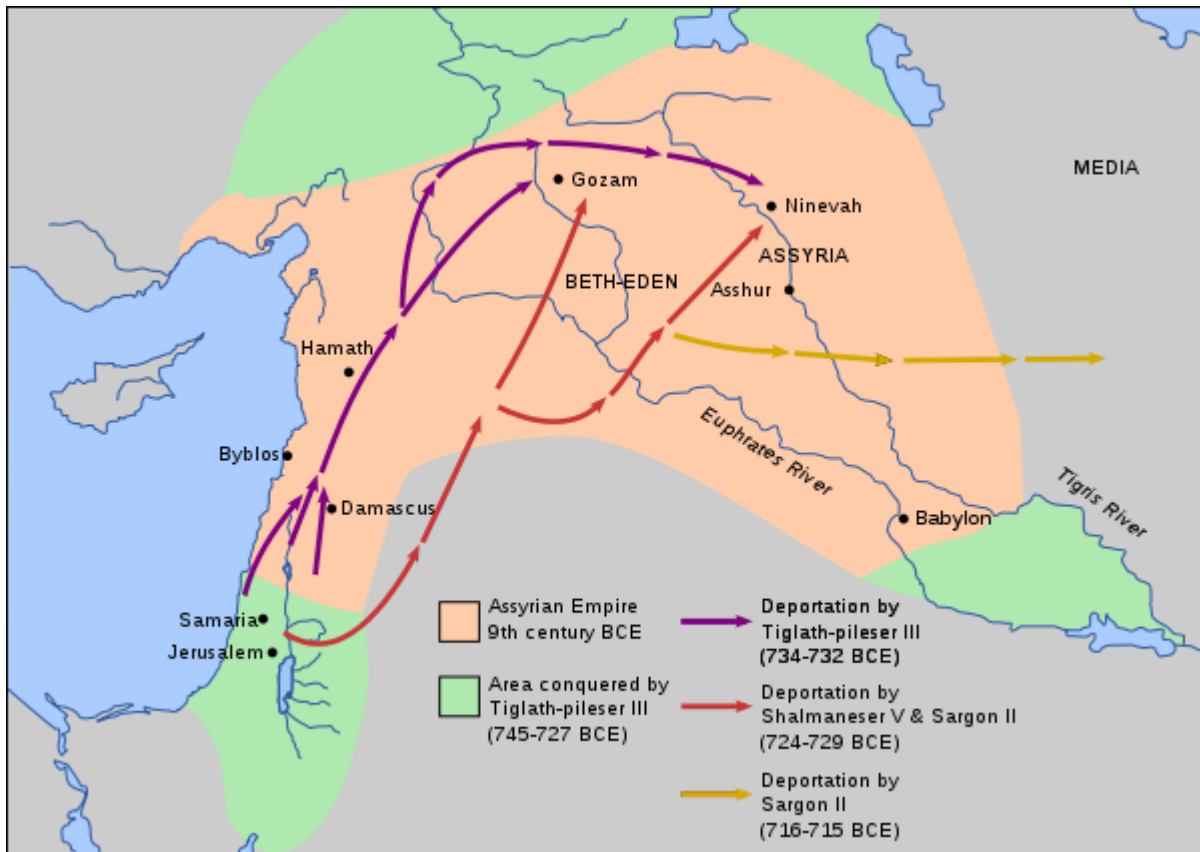 MEDIA
Gozam
Ninevah
ASSYRIA
BETH-EDEN
Asshur
Hamath
Byblos
Euphrates River
Tigris River
Damascus
Babylon
Samaria
Jerusalem
Assyrian Empire
9th century BCE
Area conquered by
Tiglath-pileser III
(745-727 BCE)
Deportation by
Tiglath-pileser III
(734-732 BCE)
Deportation by
Shalmaneser V & Sargon II
(724-729 BCE)
Deportation by
Sargon II
(716-715 BCE)